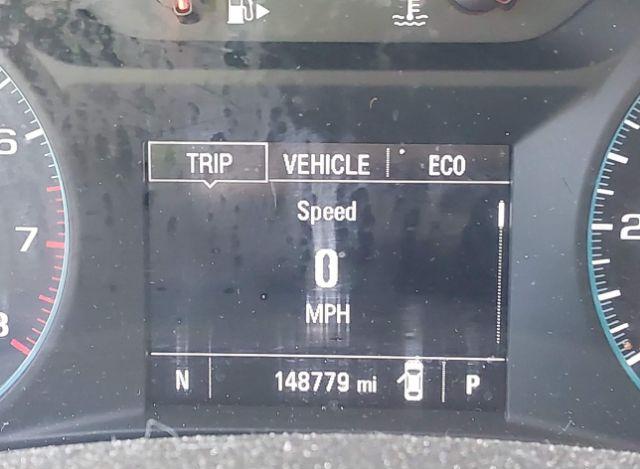 6
7
8
TRIP VEHICLE ECO
Speed
0
MPH
N 148779 mi P
2